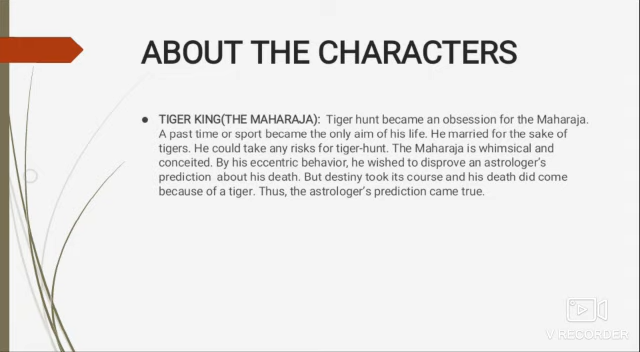 ABOUT THE CHARACTERS
● TIGER KING(THE MAHARAJA): Tiger hunt became an obsession for the Maharaja.
A past time or sport became the only aim of his life. He married for the sake of
tigers. He could take any risks for tiger-hunt. The Maharaja is whimsical and
conceited. By his eccentric behavior, he wished to disprove an astrologer's
prediction about his death. But destiny took its course and his death did come
because of a tiger. Thus, the astrologer's prediction came true.
V RECORDER